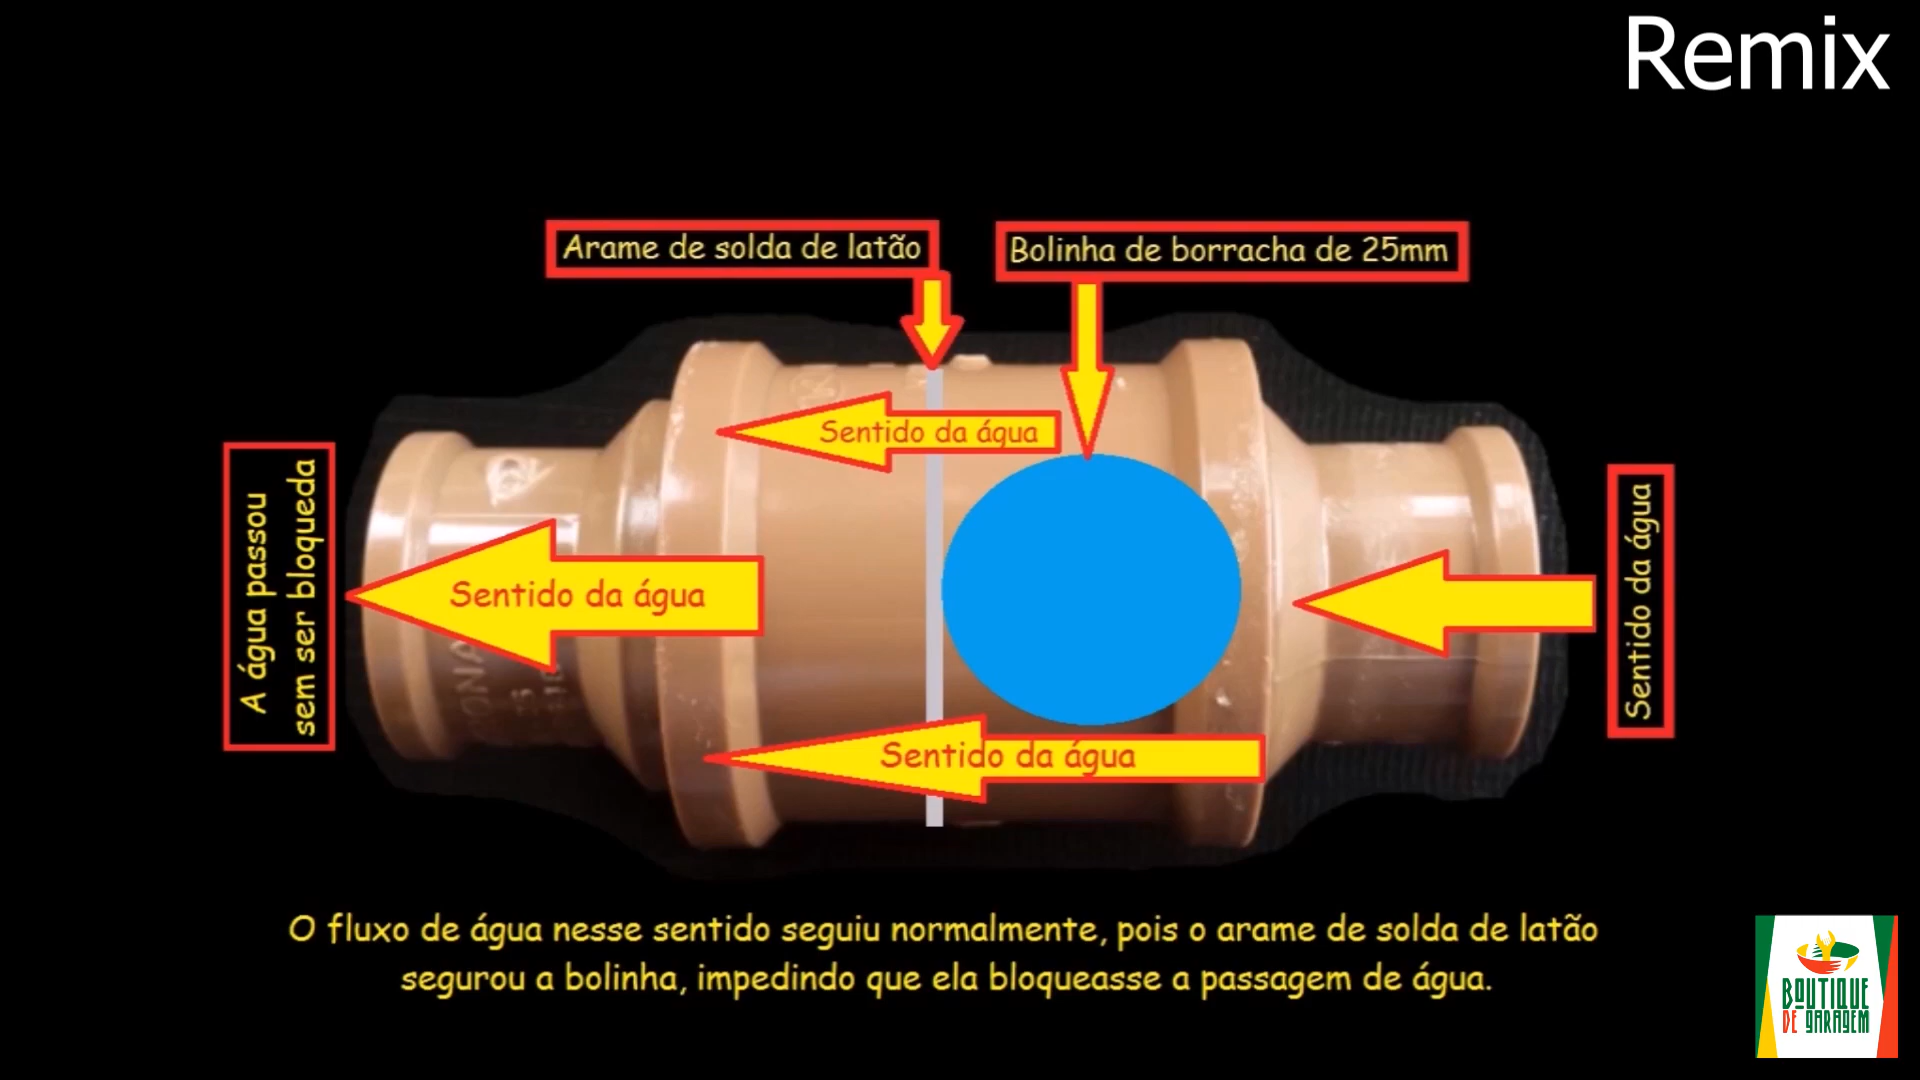 Remix
Arame de solda de latão
Bolinha de borracha de 25mm
Sentido da água
A água passou
sem ser bloqueda
Sentido da água
Sentido da água
Sentido da água
O fluxo de água nesse sentido seguiu normalmente, pois o arame de solda de latão
segurou a bolinha, impedindo que ela bloqueasse a passagem de água.
BOUTIQUE
DE GARAGEM